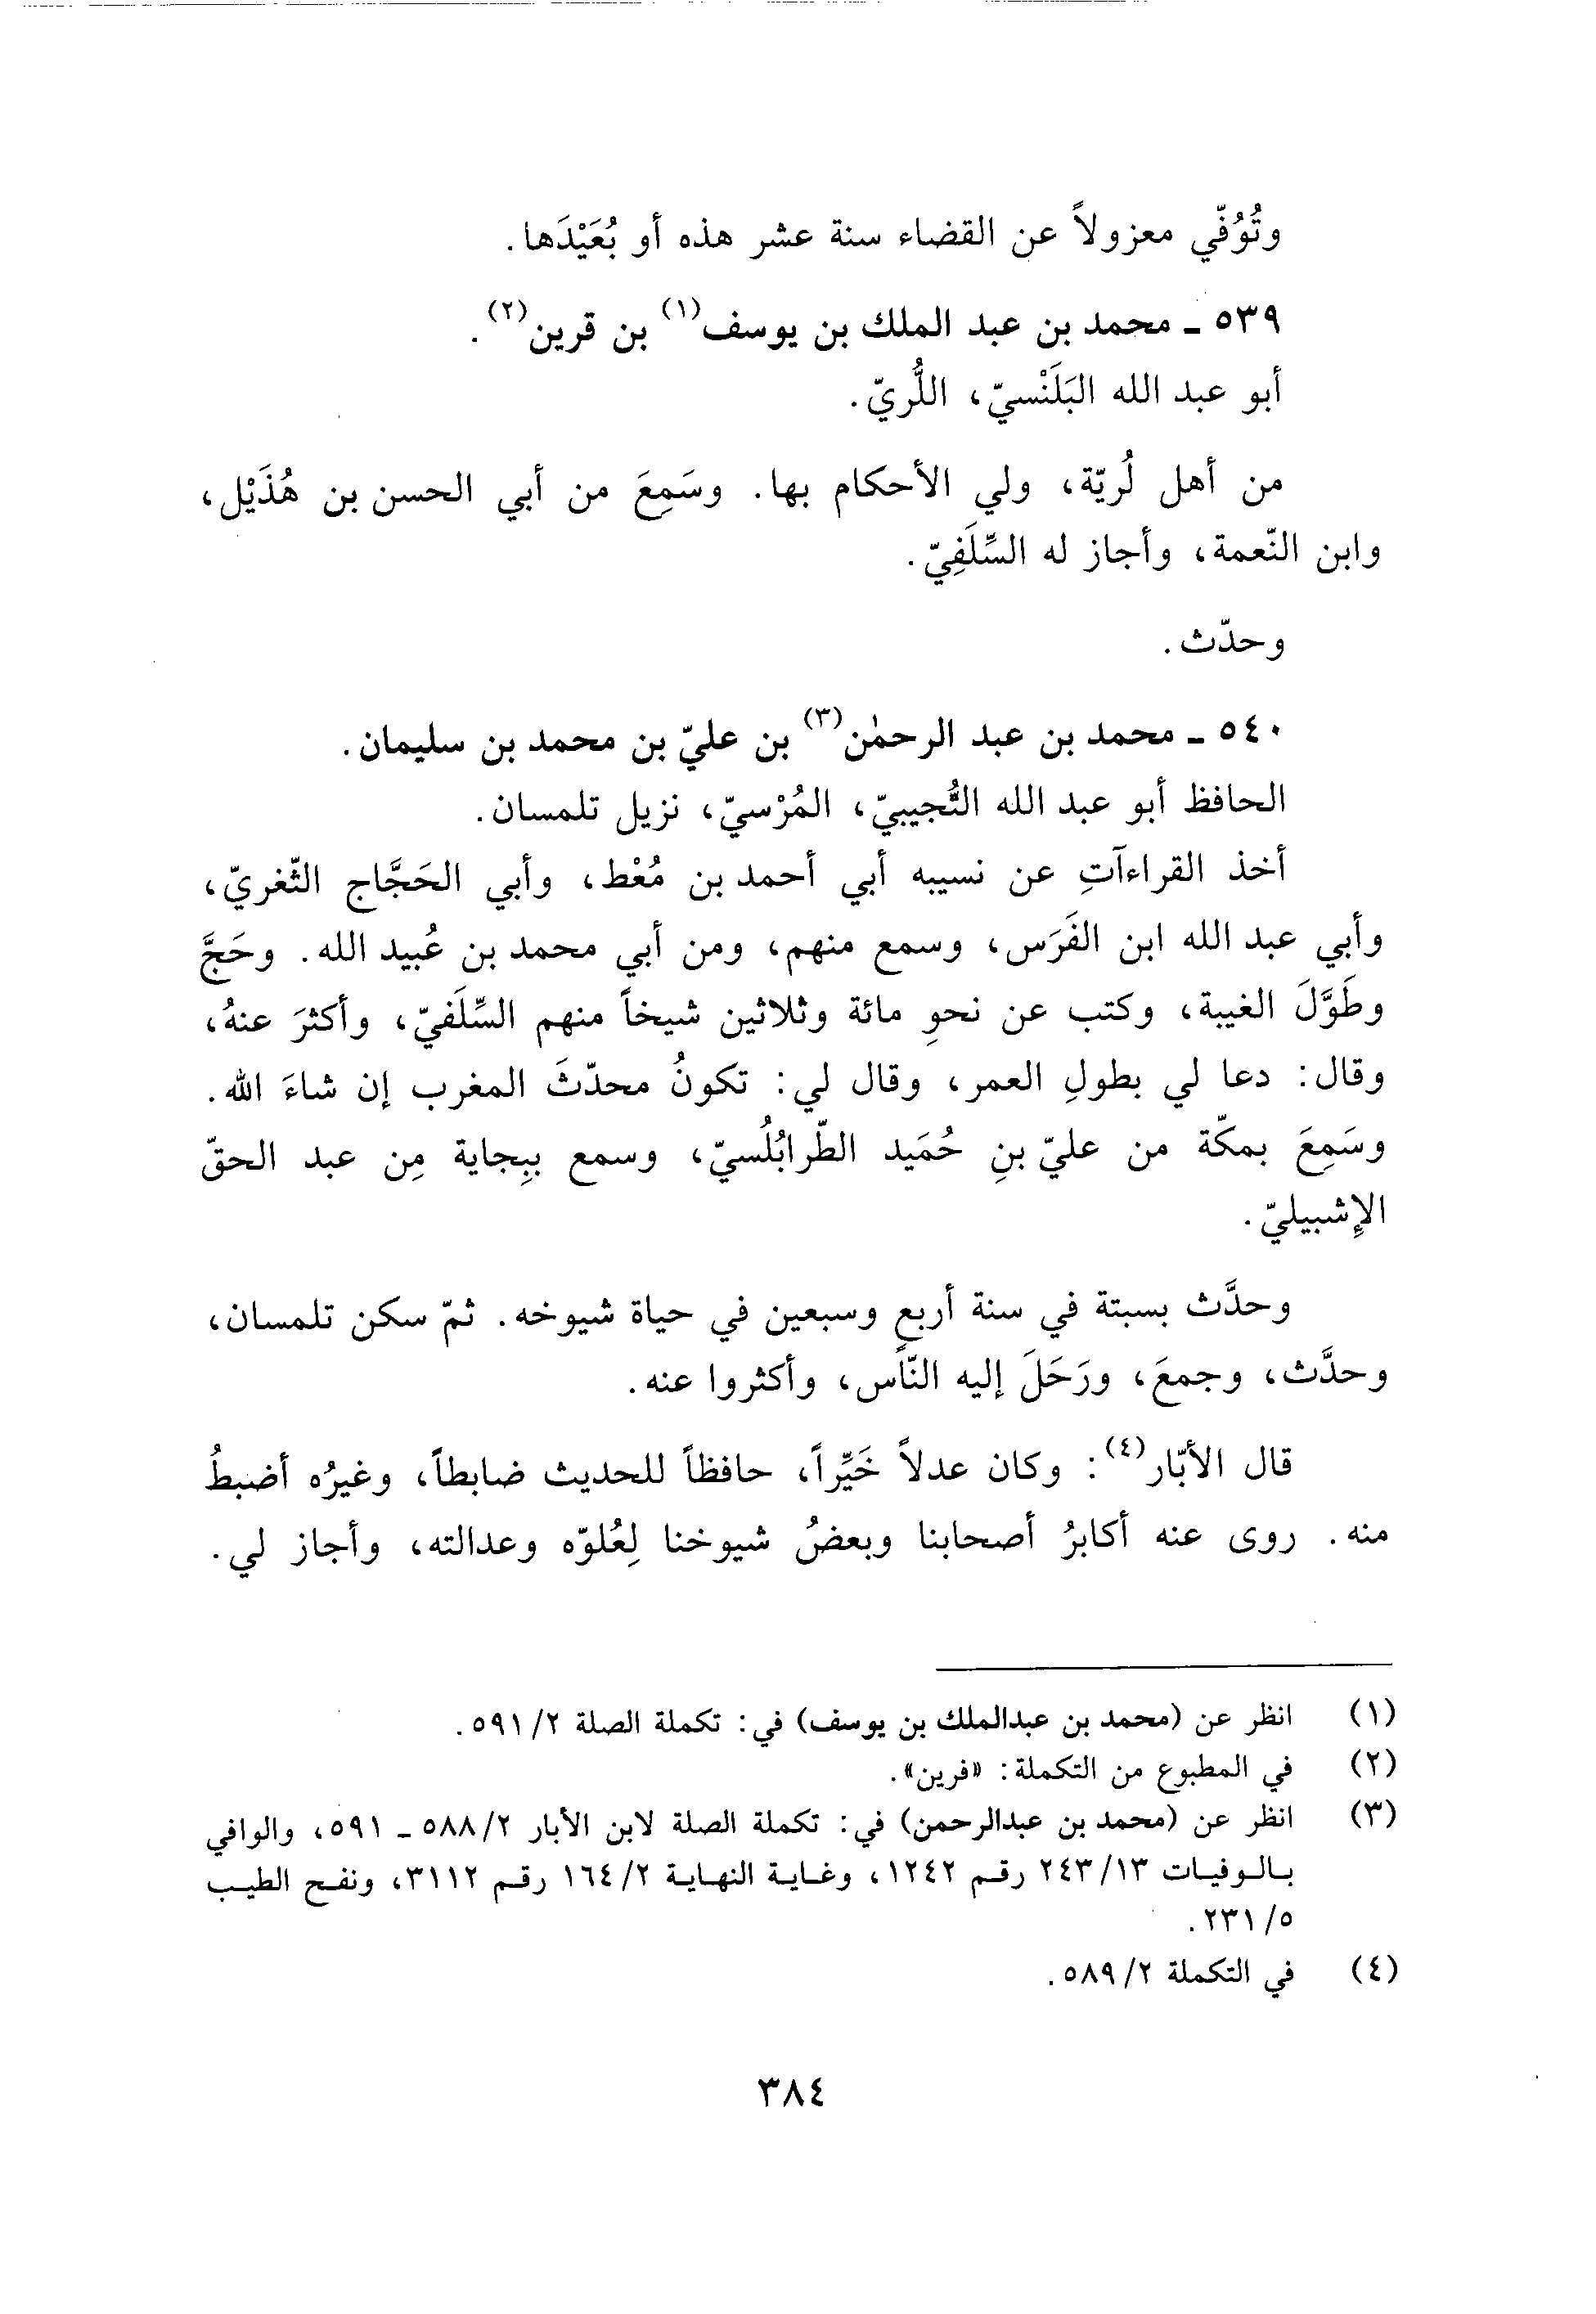 وتُوُفّي معزولاً عن القضاء سنة عشر هذه أو بُعَيْدَها.
٥٣٩ ـ محمد بن عبد الملك بن يوسف(١) بن قرين(٢).
أبو عبد الله البَلَنْسيّ، اللُّريّ.
من أهل لُريّة، ولي الأحكام بها. وسَمِعَ من أبي الحسن بن هُذَيْل،
وابن النّعمة، وأجاز له السِّلَفِيّ.
وحدّث.
٥٤٠ ـ محمد بن عبد الرحمٰن(٣) بن عليّ بن محمد بن سليمان.
الحافظ أبو عبد الله التُّجيبيّ، المُرْسيّ، نزيل تلمسان.
أخذ القراءآتِ عن نسيبه أبي أحمد بن مُعْط، وأبي الحَجَّاج الثّغريّ،
وأبي عبد الله ابن الفَرَس، وسمع منهم، ومن أبي محمد بن عُبيد الله. وحَجَّ
وطَوَّلَ الغيبة، وكتب عن نحوِ مائة وثلاثين شيخاً منهم السِّلَفيّ، وأكثرَ عنهُ،
وقال: دعا لي بطولِ العمر، وقال لي: تكونُ محدّثَ المغرب إن شاءَ الله.
وسَمِعَ بمكّة من عليّ بنِ حُمَيد الطّرابُلُسيّ، وسمع ببِجاية مِن عبد الحقّ
الإِشبيليّ.
وحدَّث بسبتة في سنة أربعٍ وسبعين في حياة شيوخه. ثمّ سكن تلمسان،
وحدَّث، وجمعَ، ورَحَلَ إليه النّاس، وأكثروا عنه.
قال الأبّار(٤): وكان عدلاً خَيِّراً، حافظاً للحديث ضابطاً، وغيرُه أضبطُ
منه. روى عنه أكابرُ أصحابنا وبعضُ شيوخنا لِعُلوّه وعدالته، وأجاز لي.
(١) انظر عن (محمد بن عبدالملك بن يوسف) في: تكملة الصلة ٢/ ٥٩١.
(٢) في المطبوع من التكملة: «فرين».
(٣) انظر عن (محمد بن عبدالرحمن) في: تكملة الصلة لابن الأبار ٢/ ٥٨٨ ـ ٥٩١، والوافي
بالوفيات ١٣/ ٢٤٣ رقم ١٢٤٢، وغاية النهاية ٢/ ١٦٤ رقم ٣١١٢، ونفح الطيب
٥/ ٢٣١.
(٤) في التكملة ٢/ ٥٨٩.
٣٨٤